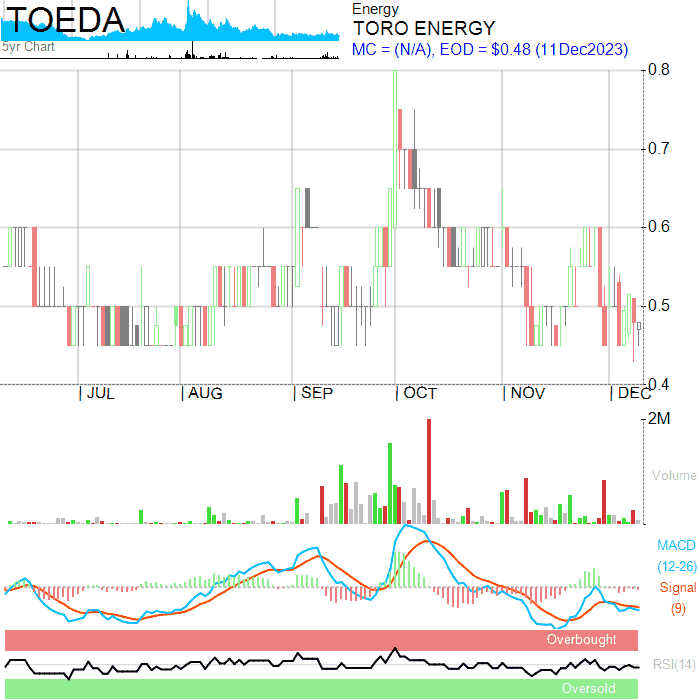 TOEDA
5yr Chart
Energy
TORO ENERGY
MC = (N/A), EOD = $0.48 (11Dec2023)
0.8
0.7
0.6
0.5
0.4
JUL AUG SEP OCT NOV DEC
2M
Volume
MACD
(12-26)
Signal
(9)
Overbought
RSI(14)
Oversold